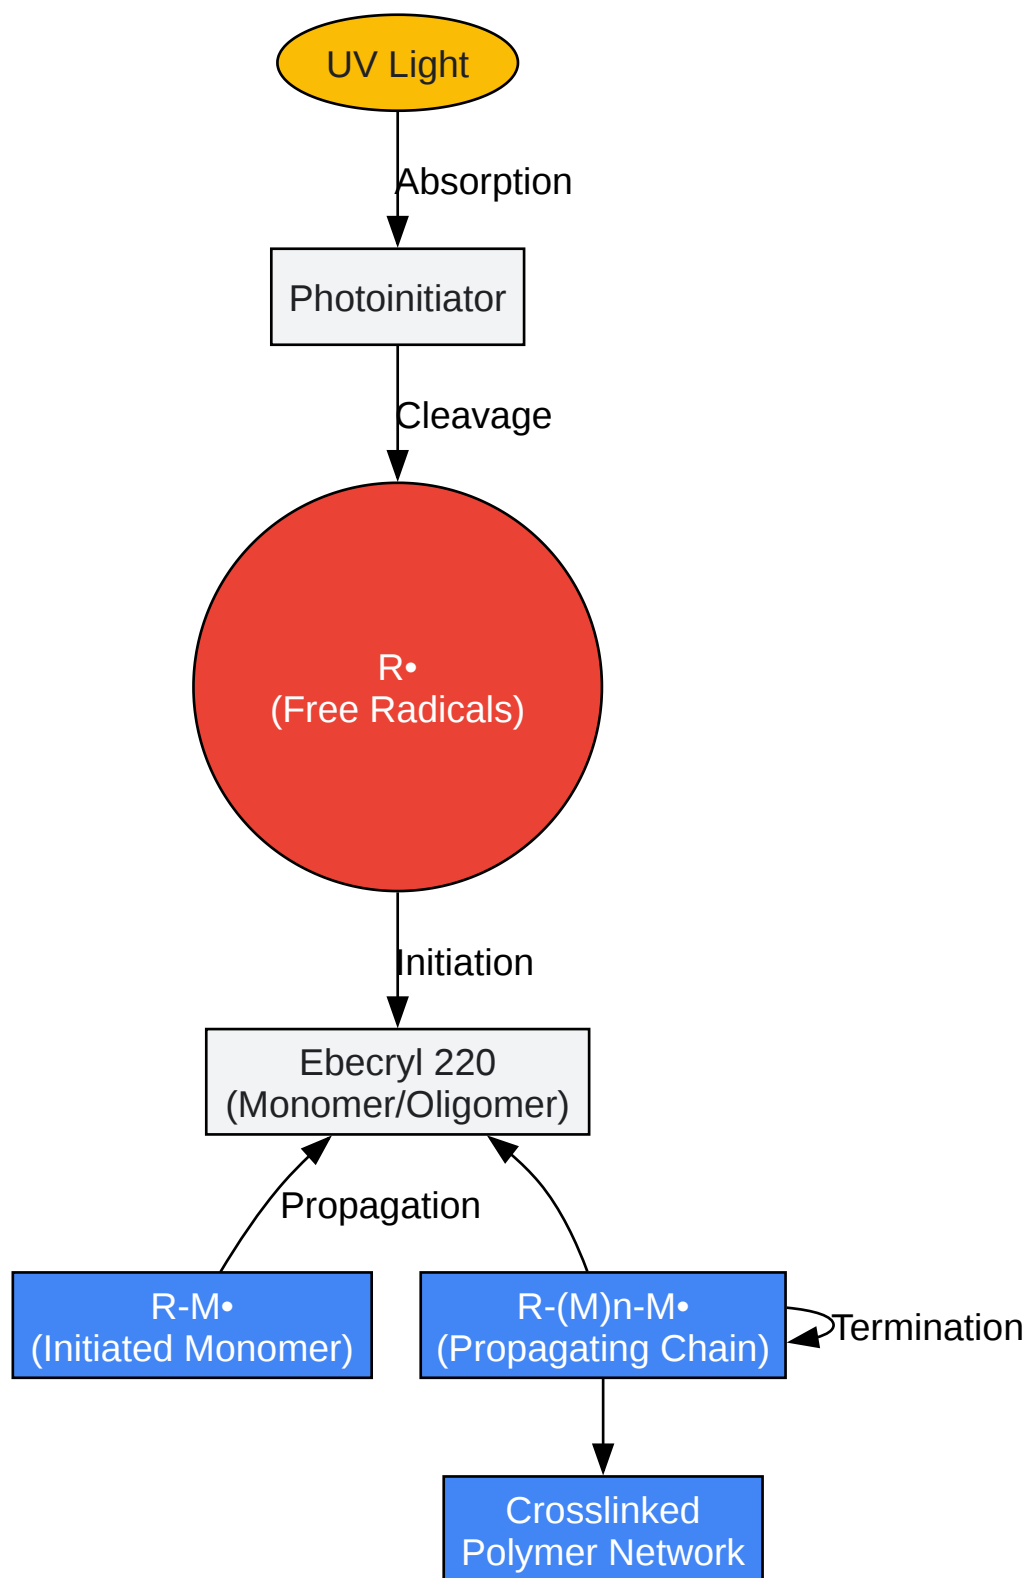 UV Light
Absorption
Photoinitiator
Cleavage
R•
(Free Radicals)
Initiation
Ebecryl 220
(Monomer/Oligomer)
Propagation
R-M•
(Initiated Monomer)
R-(M)n-M•
(Propagating Chain)
Termination
Crosslinked
Polymer Network